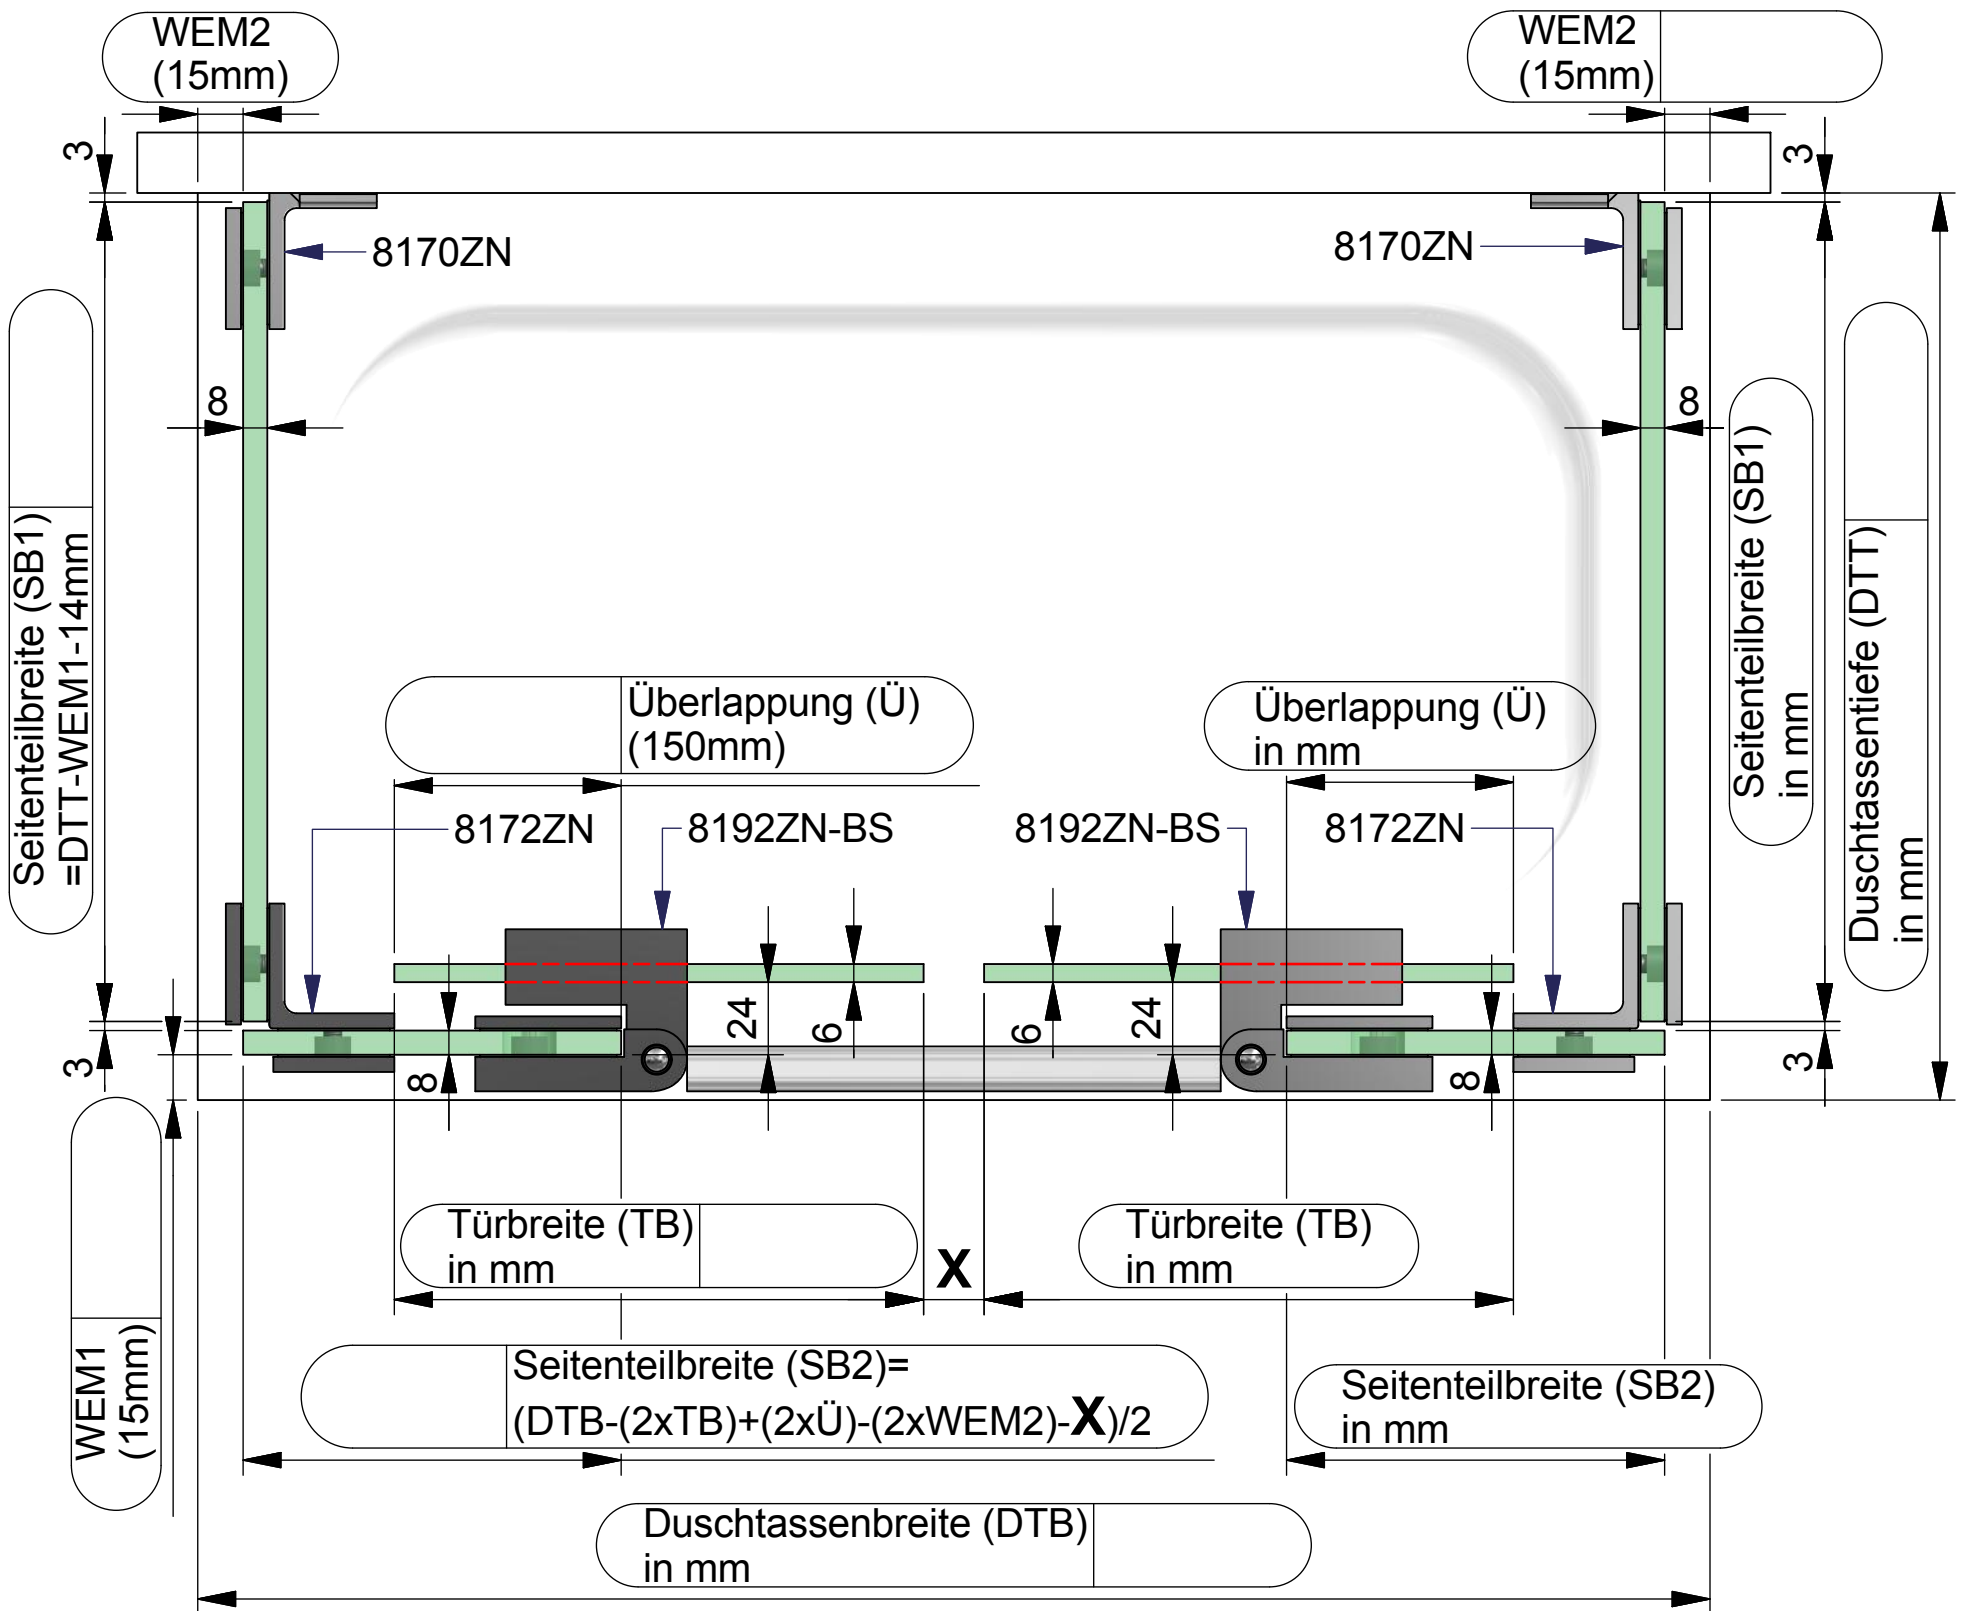 WEM2
(15mm)
WEM2
(15mm)
3
3
8170ZN
8170ZN
8
8
Seitenteilbreite (SB1)
=DTT-WEM1-14mm
Seitenteilbreite (SB1)
in mm
Duschtassentiefe (DTT)
in mm
Überlappung (Ü)
(150mm)
Überlappung (Ü)
in mm
8172ZN
8192ZN-BS
8192ZN-BS
8172ZN
24
6
6
24
3
8
8
3
Türbreite (TB)
in mm
X
Türbreite (TB)
in mm
WEM1
(15mm)
Seitenteilbreite (SB2)=
(DTB-(2xTB)+(2xÜ)-(2xWEM2)-X)/2
Seitenteilbreite (SB2)
in mm
Duschtassenbreite (DTB)
in mm